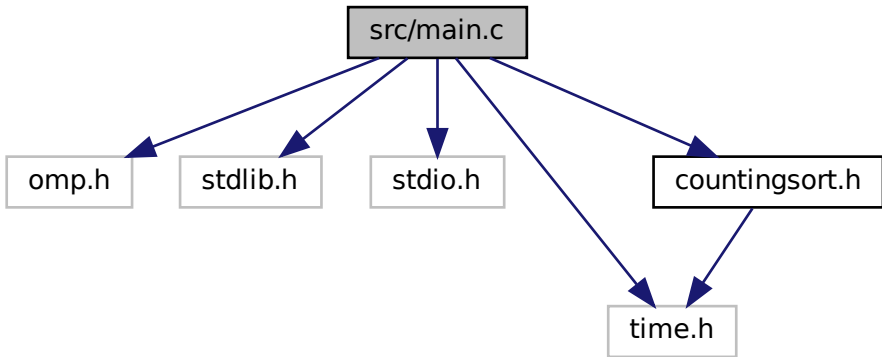 src/main.c
omp.h
stdlib.h
stdio.h
countingsort.h
time.h